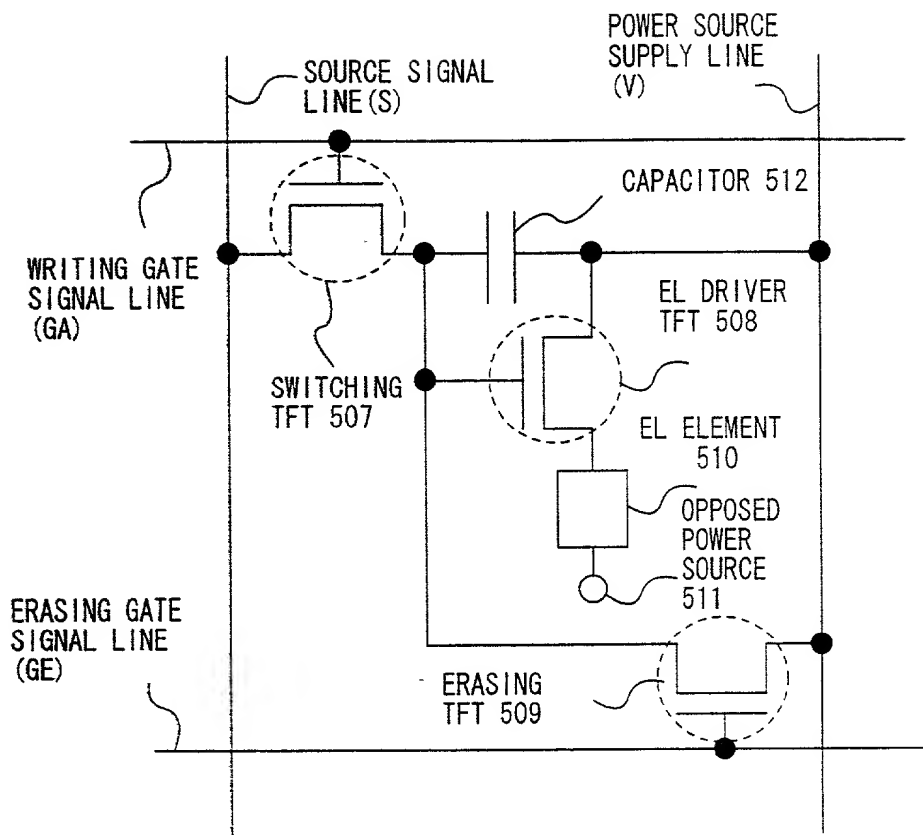 POWER SOURCE
SUPPLY LINE
(V)
SOURCE SIGNAL
LINE(S)
CAPACITOR 512
WRITING GATE
SIGNAL LINE
(GA)
EL DRIVER
TFT 508
SWITCHING
TFT 507
EL ELEMENT
510
OPPOSED
POWER
SOURCE
511
ERASING GATE
SIGNAL LINE
(GE)
ERASING
TFT 509